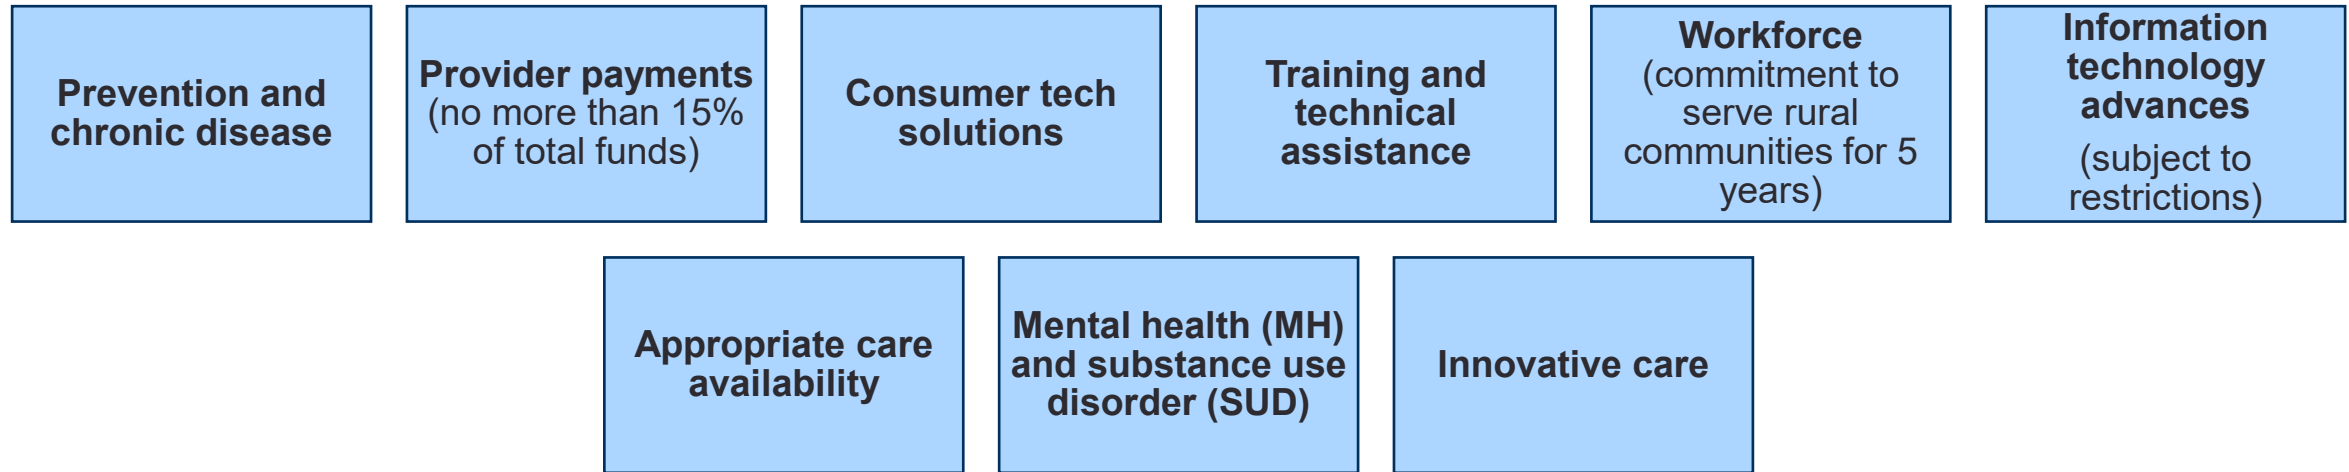 Prevention and
chronic disease
Provider payments
(no more than 15%
of total funds)
Consumer tech
solutions
Training and
technical
assistance
Workforce
(commitment to
serve rural
communities for 5
years)
Information
technology
advances
(subject to
restrictions)
Appropriate care
availability
Mental health (MH)
and substance use
disorder (SUD)
Innovative care